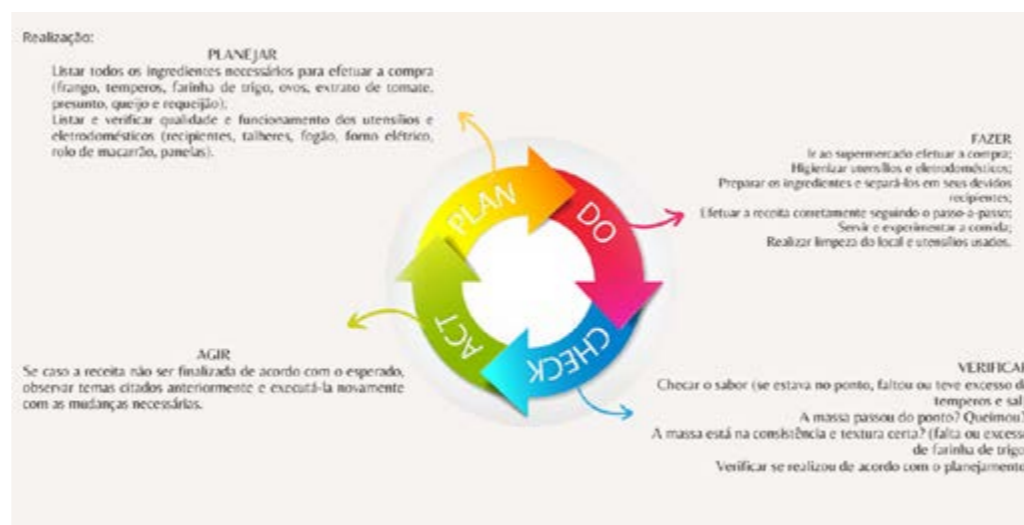 Realização:
PLANEJAR
Listar todos os ingredientes necessários para efetuar a compra
(frango, temperos, farinha de trigo, ovos, extrato de tomate,
presunto, queijo e requeijão);
Listar e verificar qualidade e funcionamento dos utensílios e
eletrodomésticos (recipientes, talheres, fogão, forno elétrico,
rolo de macarrão, panelas).
FAZER
Ir ao supermercado efetuar a compra;
Higienizar utensílios e eletrodomésticos;
Preparar os ingredientes e separá-los em seus devidos
recipientes;
Efetuar a receita corretamente seguindo o passo-a-passo;
Servir e experimentar a comida;
Realizar limpeza do local e utensílios usados.
PLAN
DO
CHECK
ACT
AGIR
Se caso a receita não ser finalizada de acordo com o esperado,
observar temas citados anteriormente e executá-la novamente
com as mudanças necessárias.
VERIFICAR
Checar o sabor (se estava no ponto, faltou ou teve excesso d
temperos e sal
A massa passou do ponto? Queimou?
A massa está na consistência e textura certa? (falta ou excesso
de farinha de trigo
Verificar se realizou de acordo com o planejamento